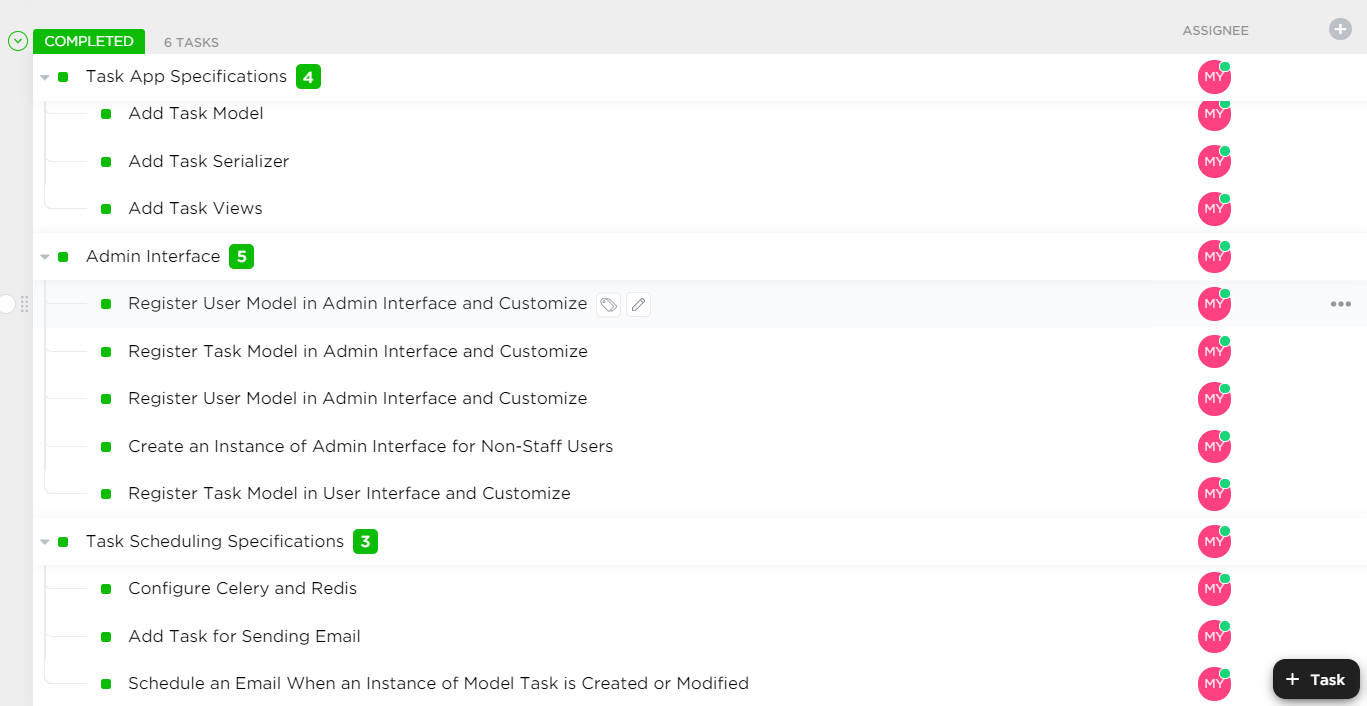 COMPLETED 6 TASKS ASSIGNEE
Task App Specifications 4 MY
Add Task Model MY
Add Task Serializer MY
Add Task Views MY
Admin Interface 5 MY
Register User Model in Admin Interface and Customize MY
Register Task Model in Admin Interface and Customize MY
Register User Model in Admin Interface and Customize MY
Create an Instance of Admin Interface for Non-Staff Users MY
Register Task Model in User Interface and Customize MY
Task Scheduling Specifications 3 MY
Configure Celery and Redis MY
Add Task for Sending Email MY
Schedule an Email When an Instance of Model Task is Created or Modified MY
+ Task